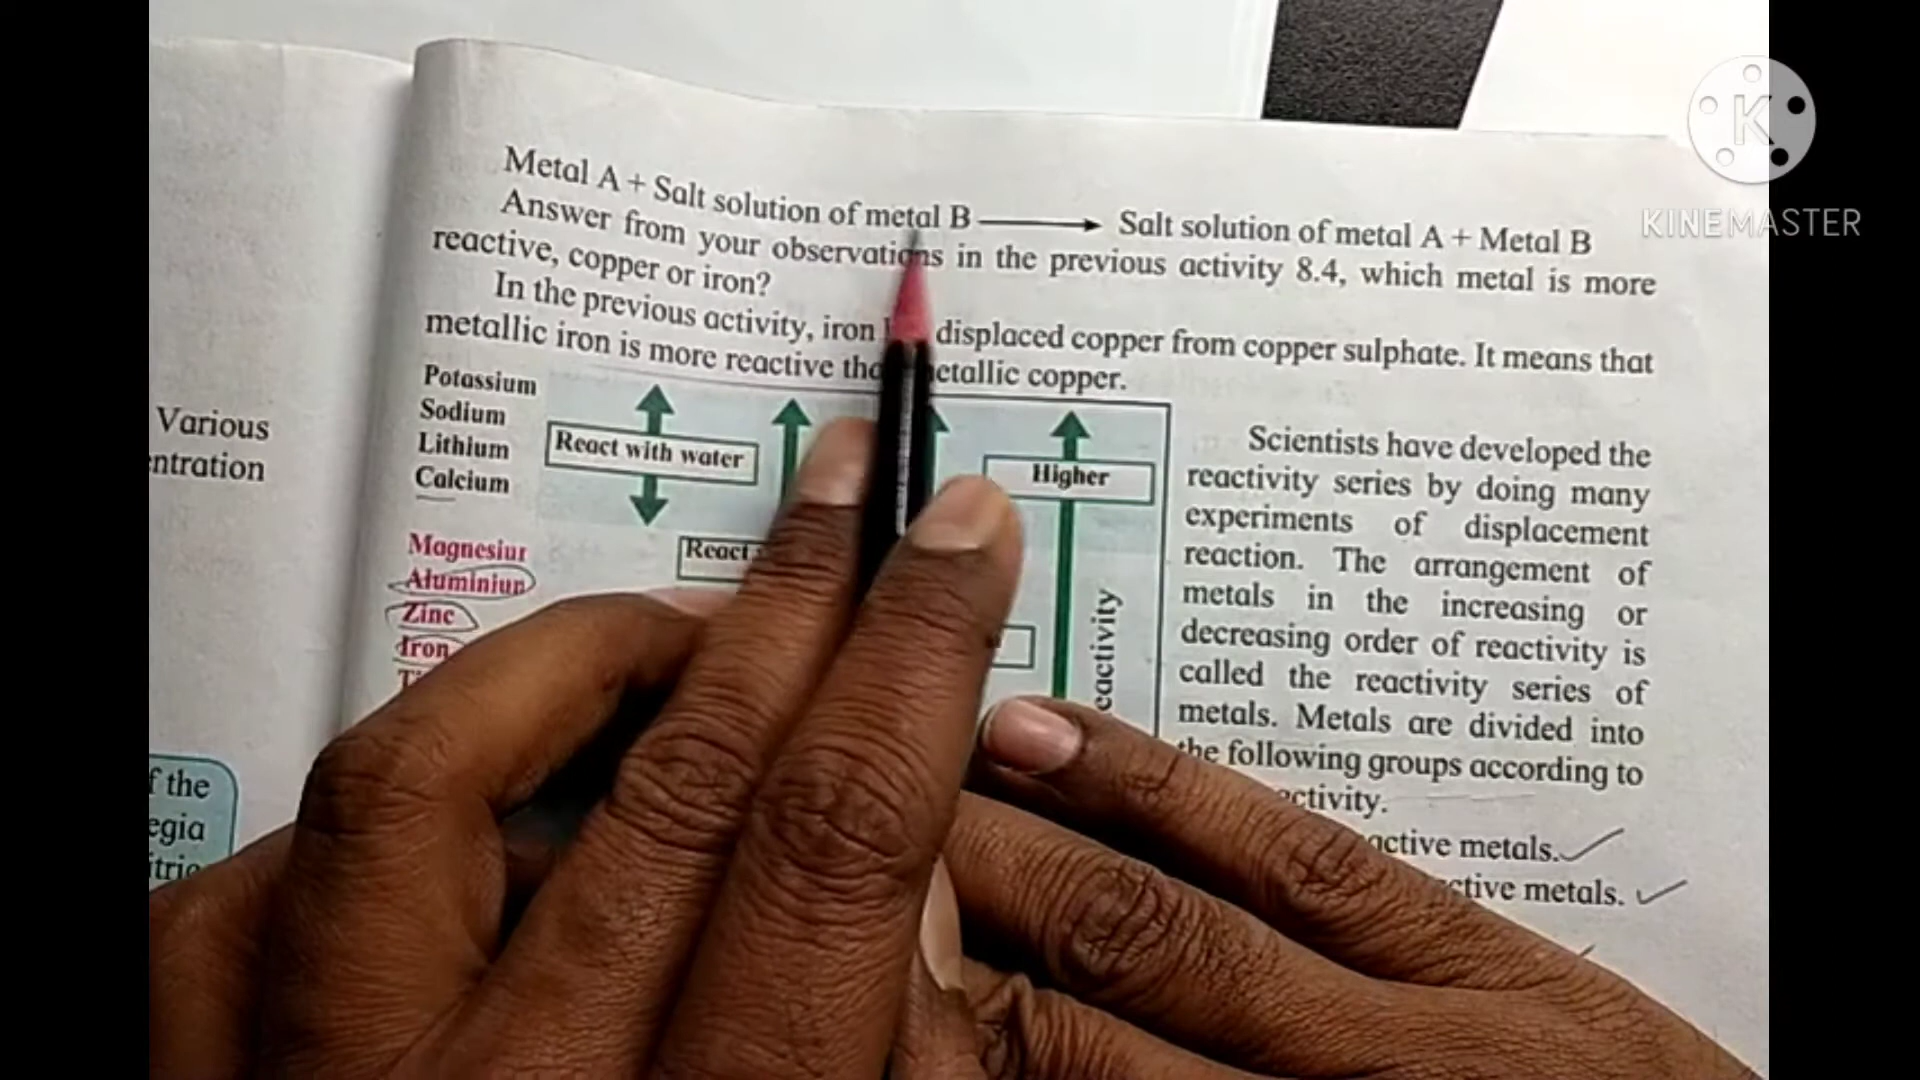 Metal A + Salt solution of metal B → Salt solution of metal A + Metal B
Answer from your observations in the previous activity 8.4, which metal is more
reactive, copper or iron?
In the previous activity, iron displaced copper from copper sulphate. It means that
metallic iron is more reactive copper.
Potassium
Sodium
Lithium
Calcium
Magnesiur
Aluminiun
Zinc
Iron
React with water
React
Higher
eactivity
Scientists have developed the
reactivity series by doing many
experiments of displacement
reaction. The arrangement of
metals in the increasing or
decreasing order of reactivity is
called the reactivity series of
metals. Metals are divided into
the following groups according to
ctivity.
active metals.
ctive metals.
Various
entration
f the
egia
itric
K
KINEMASTER